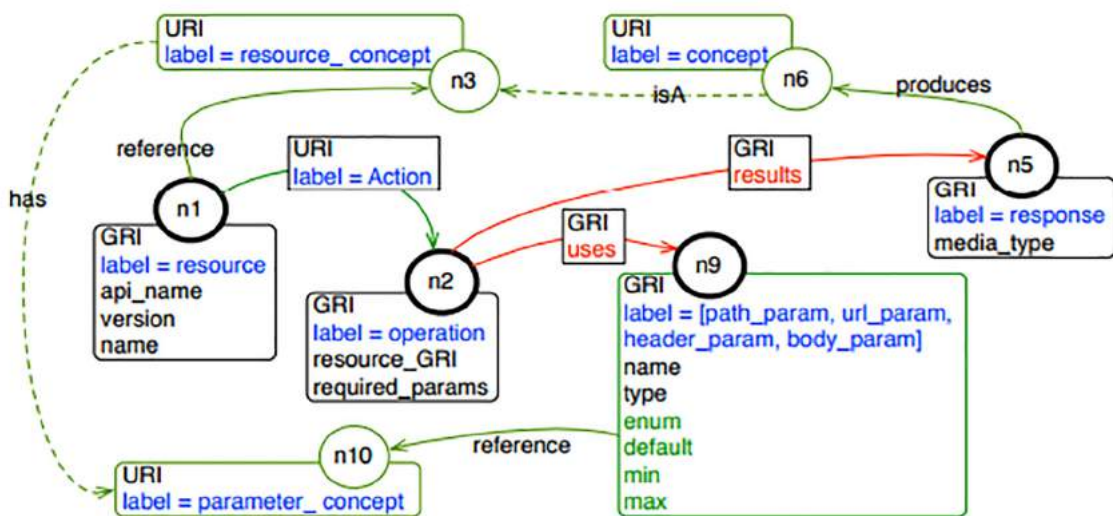 URI
label = resource_ concept
n3
URI
label = concept
n6
isA
produces
reference
has
URI
label = Action
GRI
results
n5
GRI
label = response
media_type
n1
GRI
label = resource
api_name
version
name
GRI
uses
n2
GRI
label = operation
resource_GRI
required_params
n9
GRI
label = [path_param, url_param,
header_param, body_param]
name
type
enum
default
min
max
reference
n10
URI
label = parameter_ concept